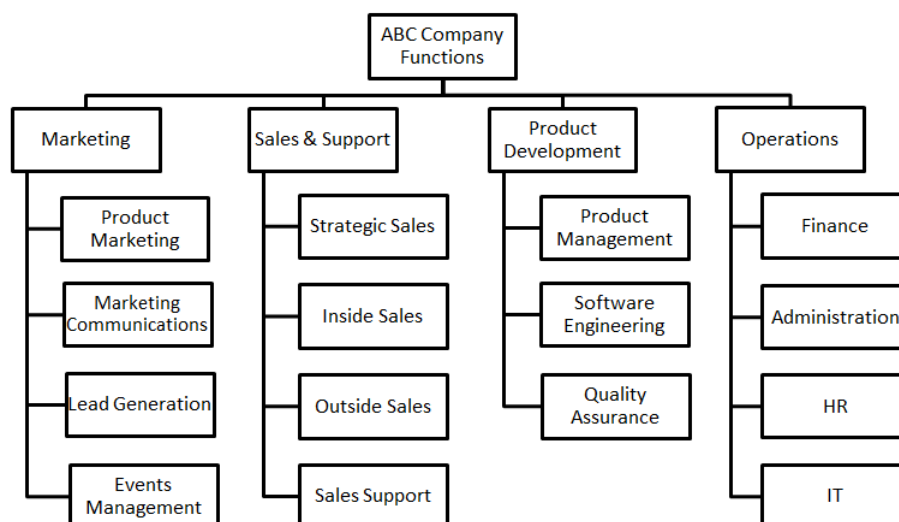 ABC Company
Functions
Marketing
Sales & Support
Product
Development
Operations
Product
Marketing
Strategic Sales
Product
Management
Finance
Marketing
Communications
Inside Sales
Software
Engineering
Administration
Lead Generation
Outside Sales
Quality
Assurance
HR
Events
Management
Sales Support
IT